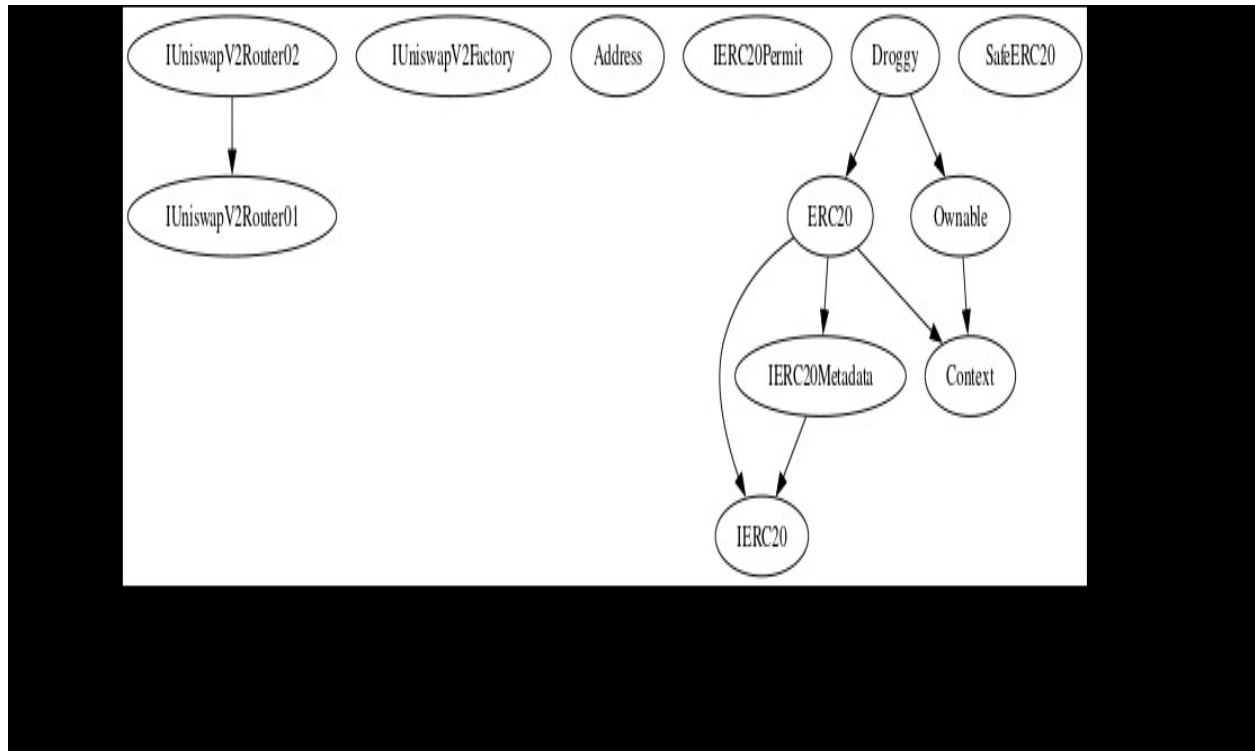 IUniswapV2Router02
IUniswapV2Factory
Address
IERC20Permit
Droggy
SafeERC20
IUniswapV2Router01
ERC20
Ownable
IERC20Metadata
Context
IERC20